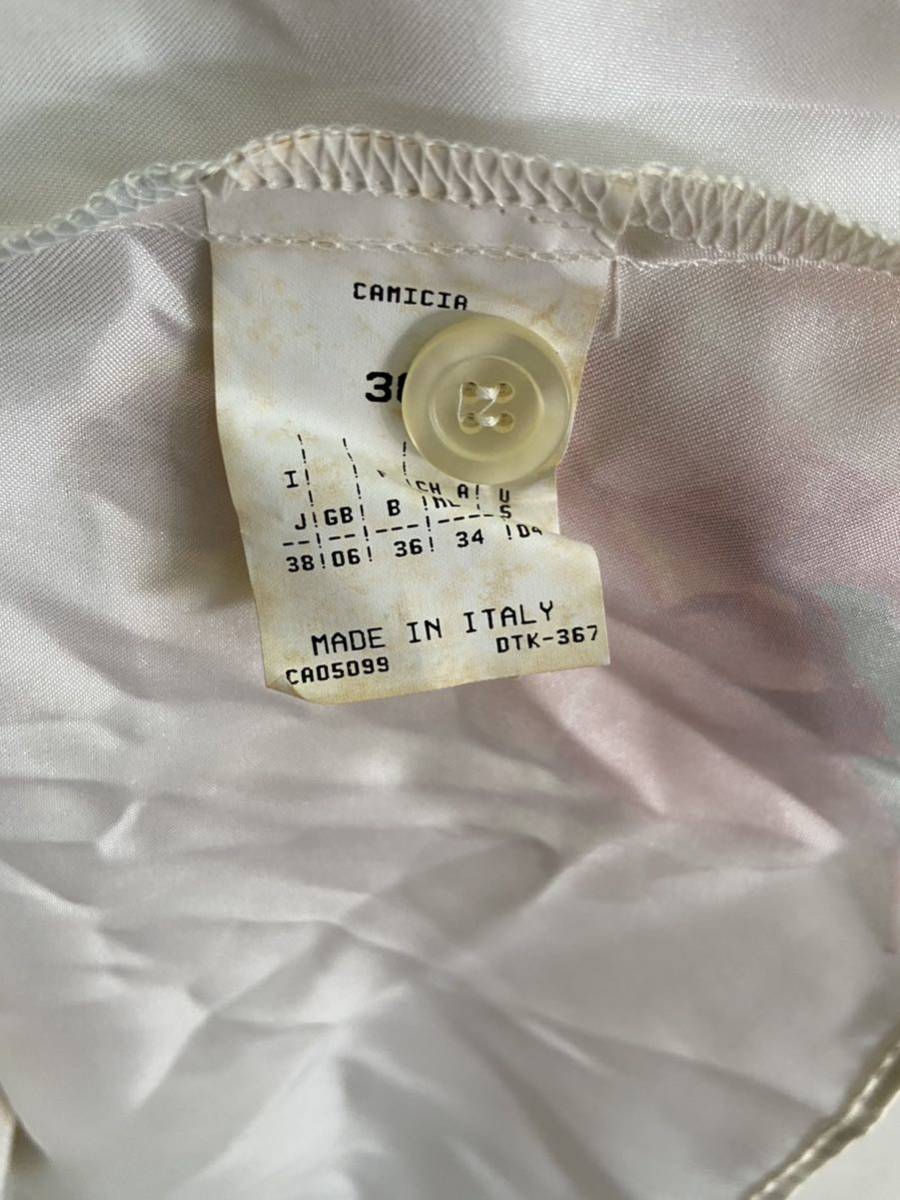 CAMICIA
I
CH A! U
J!GB! B ! S
38!06! 36! 34 !
MADE IN ITALY
CA05099 DTK-367